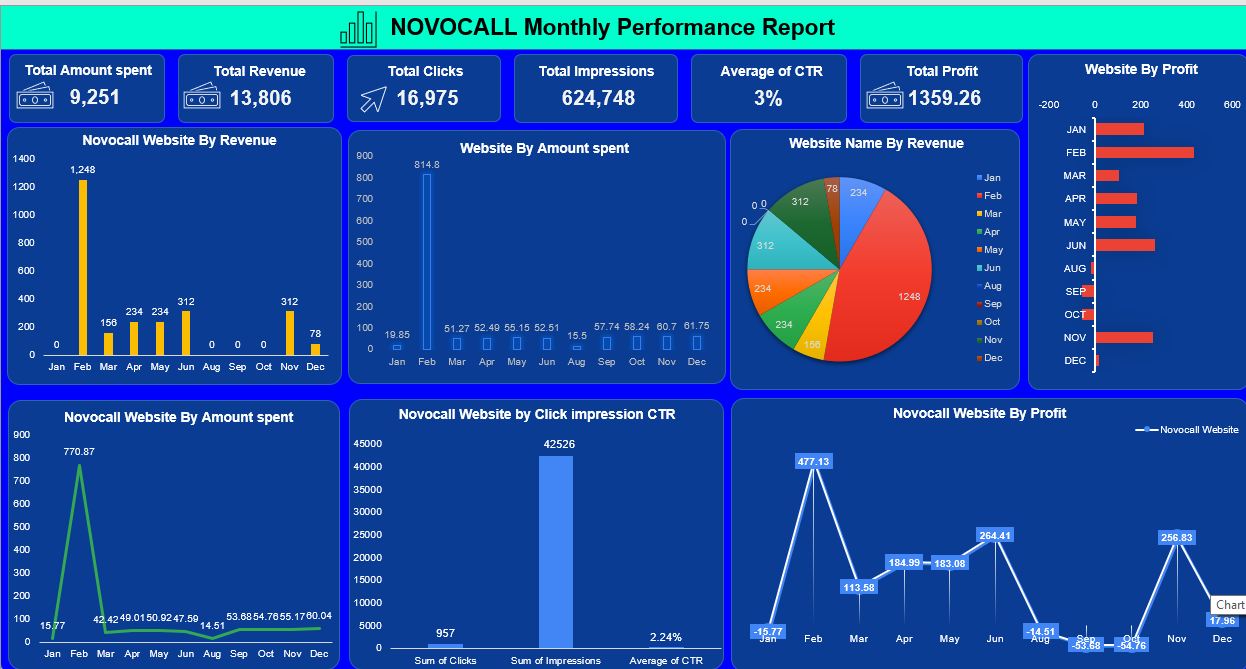 NOVOCALL Monthly Performance Report
Total Amount spent
9,251
Total Revenue
13,806
Total Clicks
16,975
Total Impressions
624,748
Average of CTR
3%
Total Profit
1359.26
Website By Profit
-200 0 200 400 600
JAN
FEB
MAR
APR
MAY
JUN
AUG
SEP
OCT
NOV
DEC
Novocall Website By Revenue
1400
1200
1000
800
600
400
200
0
0 1,248 156 234 234 312 0 0 0 312 78
Jan Feb Mar Apr May Jun Aug Sep Oct Nov Dec
Website By Amount spent
900
800
700
600
500
400
300
200
100
0
19.85 814.8 51.27 52.49 55.15 52.51 15.5 57.74 58.24 60.7 61.75
Jan Feb Mar Apr May Jun Aug Sep Oct Nov Dec
Website Name By Revenue
234
1248
156
234
234
312
0
0 0
312
78
Jan
Feb
Mar
Apr
May
Jun
Aug
Sep
Oct
Nov
Dec
Novocall Website By Amount spent
900
800
700
600
500
400
300
200
100
0
15.77 770.87 42.42 49.01 50.92 47.59 14.51 53.68 54.76 55.17 60.04
Jan Feb Mar Apr May Jun Aug Sep Oct Nov Dec
Novocall Website by Click impression CTR
45000
40000
35000
30000
25000
20000
15000
10000
5000
0
957 42526 2.24%
Sum of Clicks Sum of Impressions Average of CTR
Novocall Website By Profit
Novocall Website
-15.77 477.13 113.58 184.99 183.08 264.41 -14.51 -53.68 -54.76 256.83 17.96
Jan Feb Mar Apr May Jun Aug Sep Oct Nov Dec
Chart